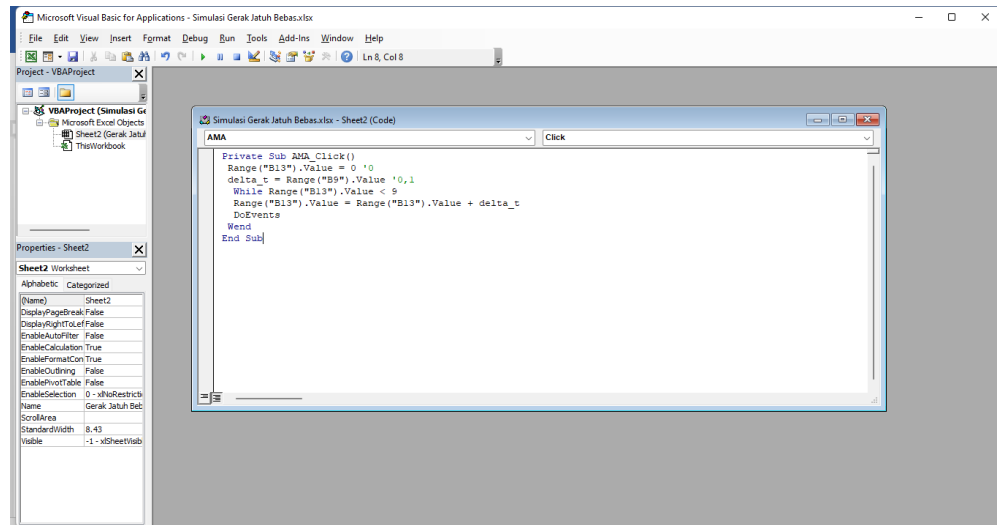 Microsoft Visual Basic for Applications - Simulasi Gerak Jatuh Bebas.xlsx
File Edit View Insert Format Debug Run Tools Add-Ins Window Help
Ln 8, Col 8
Project - VBAProject
VBAProject (Simulasi Ge
Microsoft Excel Objects
Sheet2 (Gerak Jatul
ThisWorkbook
Simulasi Gerak Jatuh Bebas.xlsx - Sheet2 (Code)
AMA Click
Private Sub AMA_Click()
Range("B13").Value = 0 '0
delta_t = Range("B9").Value '0,1
While Range("B13").Value < 9
Range("B13").Value = Range("B13").Value + delta_t
DoEvents
Wend
End Sub
Properties - Sheet2
Sheet2 Worksheet
Alphabetic Categorized
(Name) Sheet2
DisplayPageBreak False
DisplayRightToLef False
EnableAutoFilter False
EnableCalculation True
EnableFormatCon True
EnableOutlining False
EnablePivotTable False
EnableSelection 0 - xlNoRestricti
Name Gerak Jatuh Beb
ScrollArea
StandardWidth 8.43
Visible -1 - xlSheetVisib